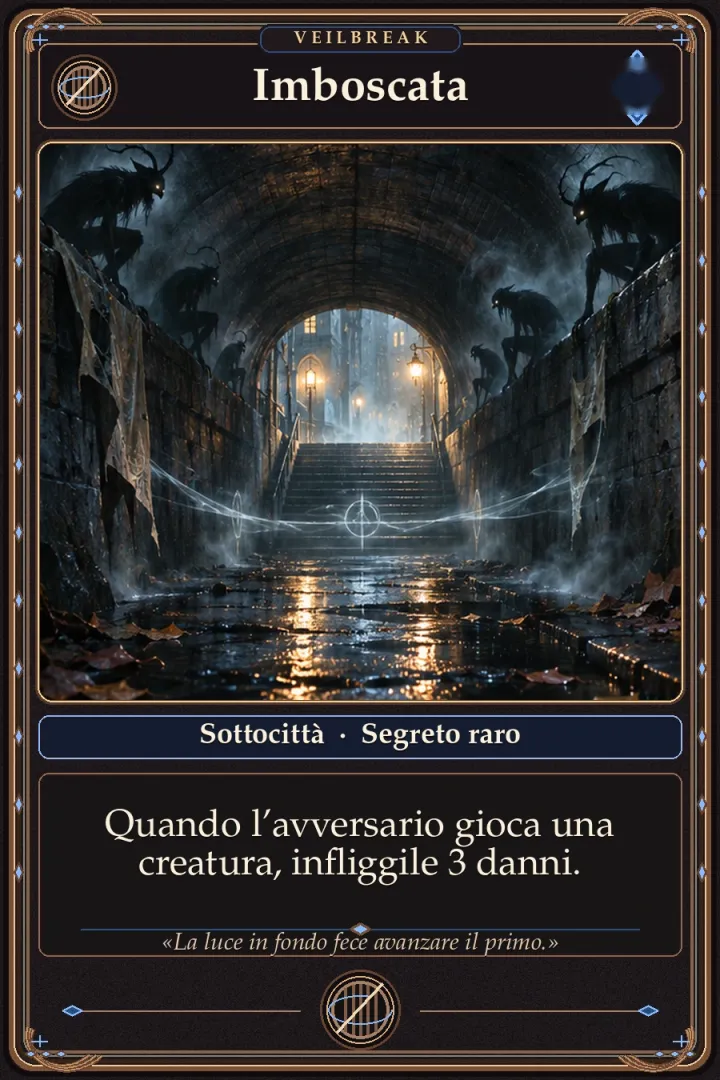 VEILBREAK
Imboscata
Sottocittà · Segreto raro
Quando l’avversario gioca una
creatura, infliggile 3 danni.
«La luce in fondo fece avanzare il primo.»